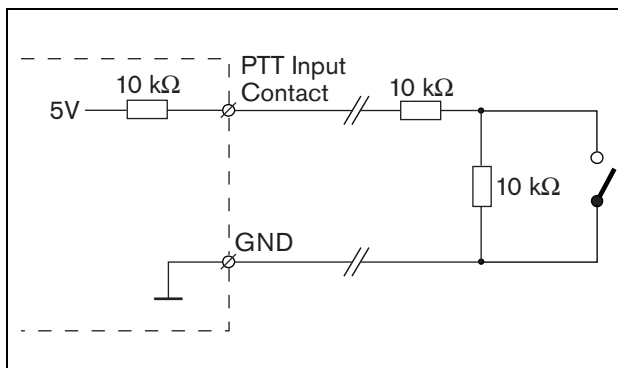 PTT Input
Contact
10 kΩ
5V
10 kΩ
10 kΩ
GND